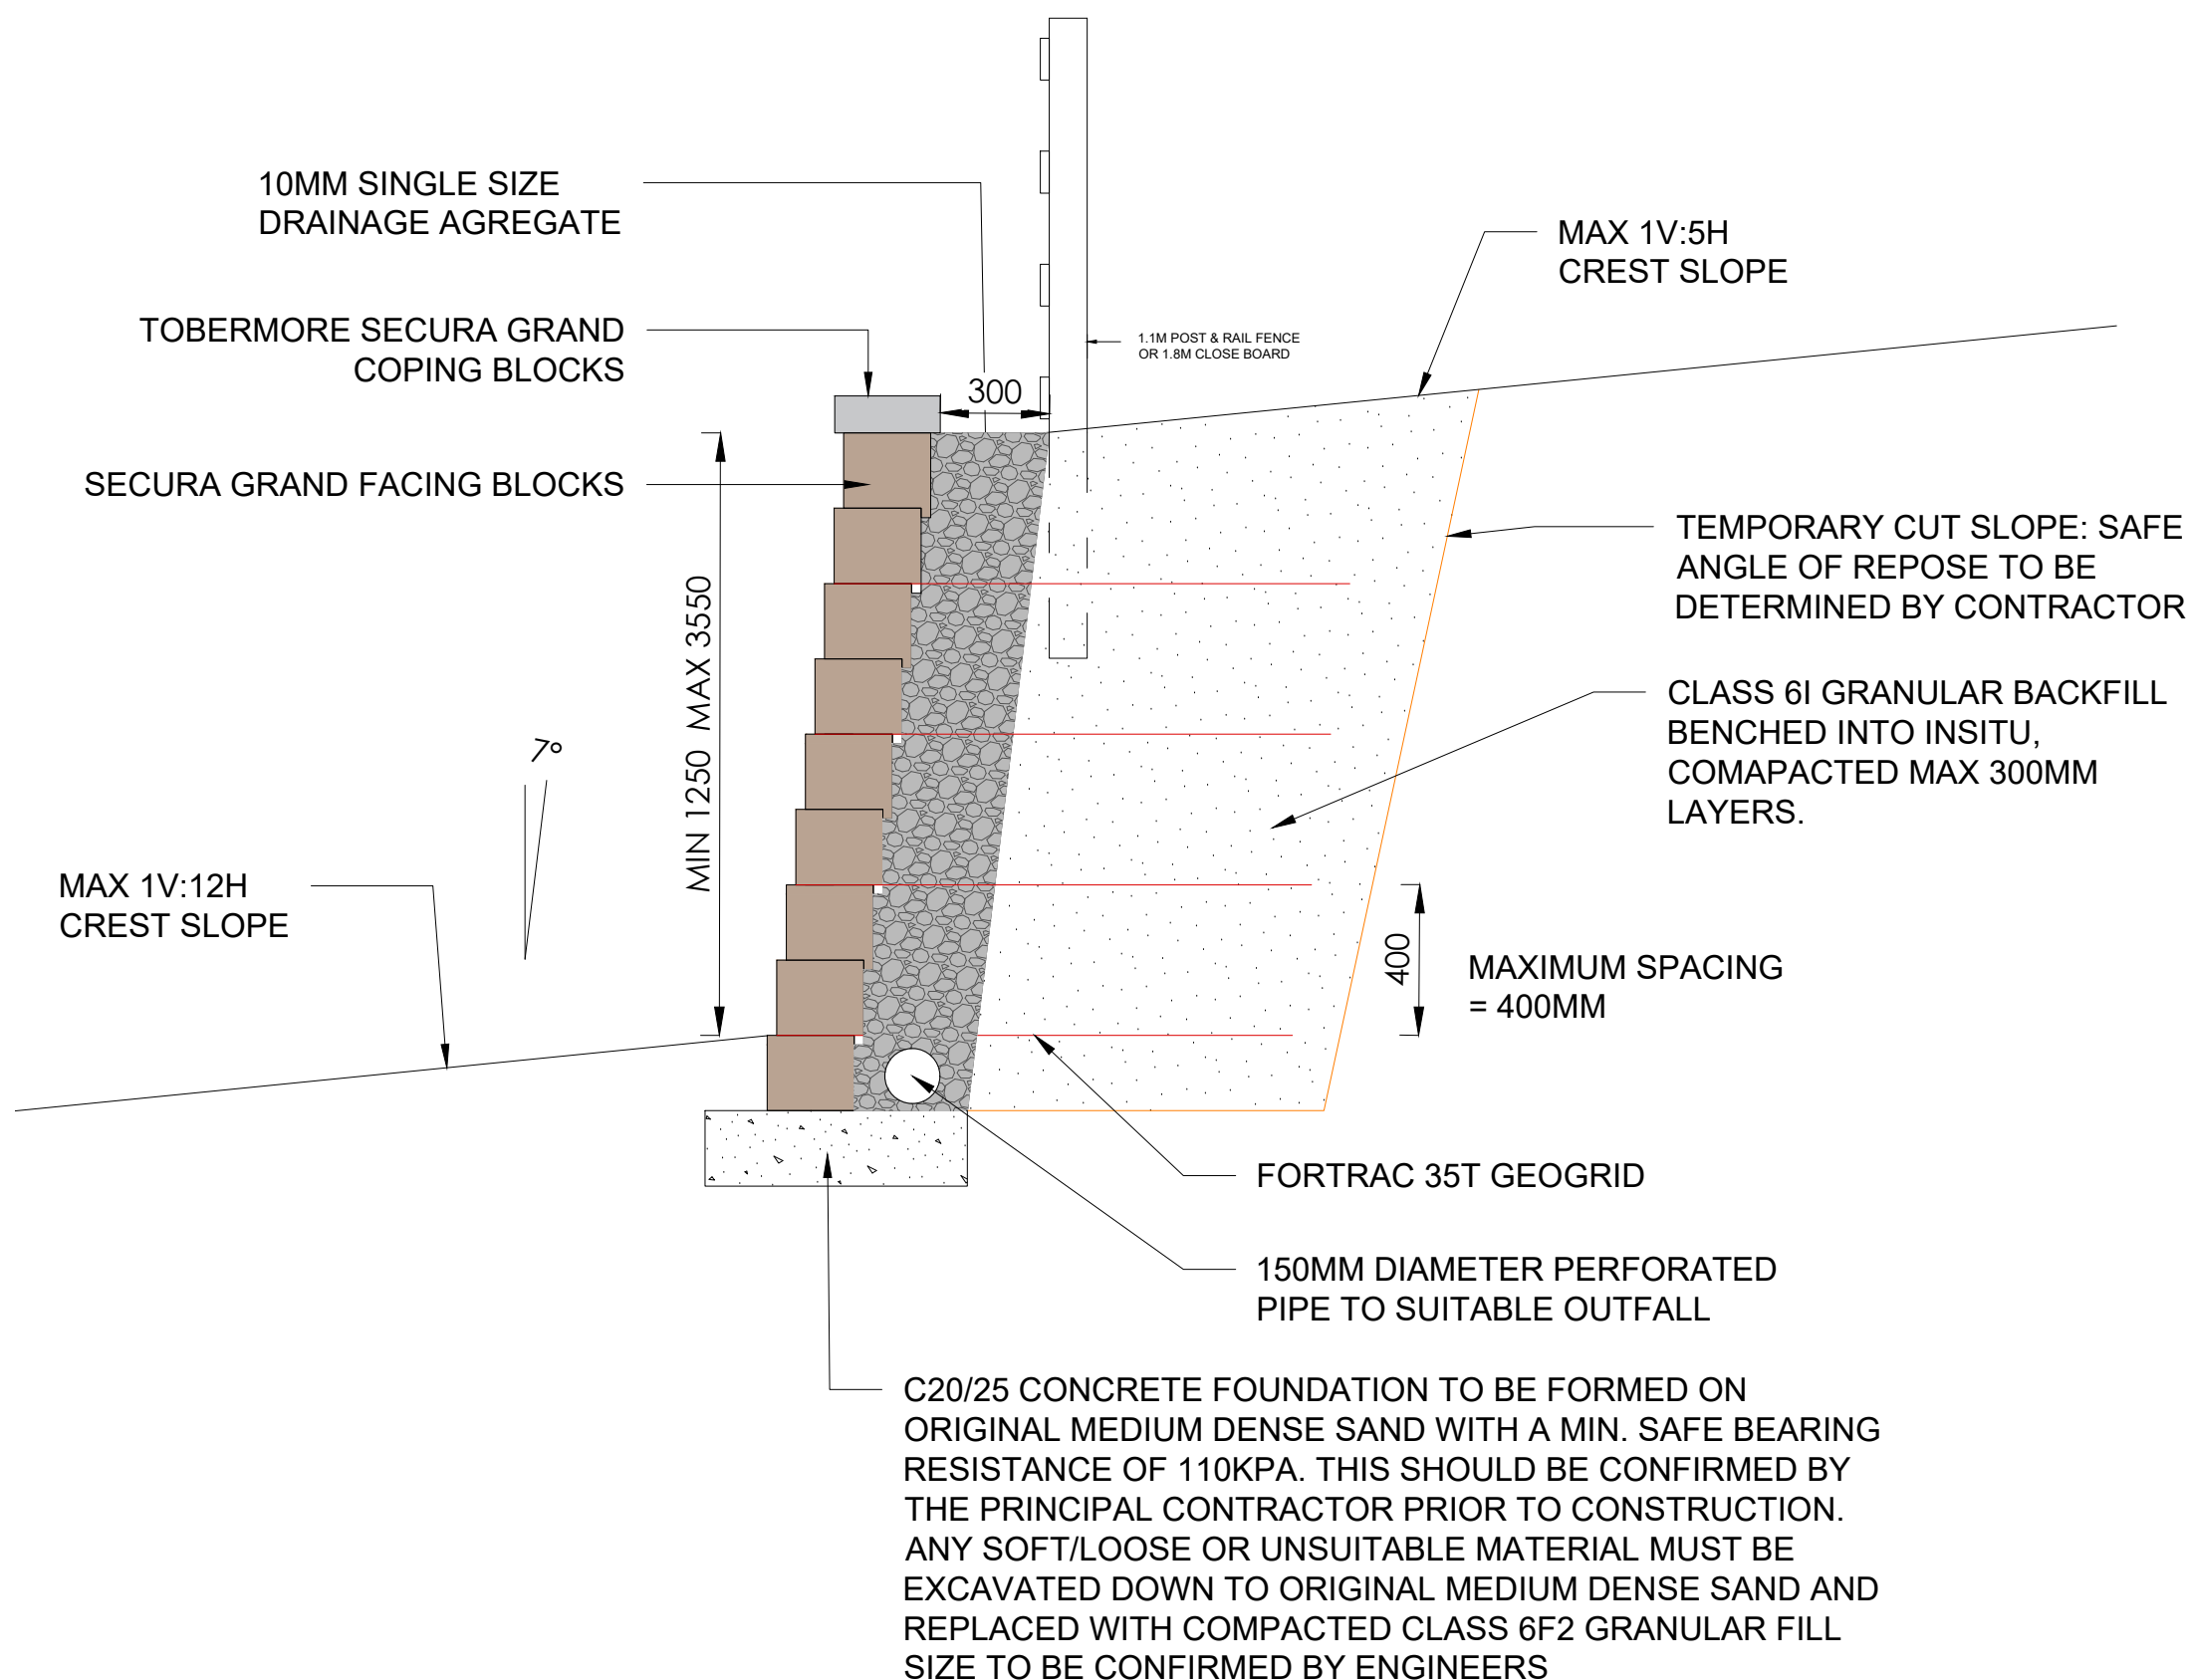 10MM SINGLE SIZE
DRAINAGE AGREGATE
MAX 1V:5H
CREST SLOPE
TOBERMORE SECURA GRAND
COPING BLOCKS
1.1M POST & RAIL FENCE
OR 1.8M CLOSE BOARD
300
SECURA GRAND FACING BLOCKS
TEMPORARY CUT SLOPE: SAFE
ANGLE OF REPOSE TO BE
DETERMINED BY CONTRACTOR
MIN 1250 MAX 3550
CLASS 6I GRANULAR BACKFILL
BENCHED INTO INSITU,
COMAPACTED MAX 300MM
LAYERS.
7°
MAX 1V:12H
CREST SLOPE
400
MAXIMUM SPACING
= 400MM
FORTRAC 35T GEOGRID
150MM DIAMETER PERFORATED
PIPE TO SUITABLE OUTFALL
C20/25 CONCRETE FOUNDATION TO BE FORMED ON
ORIGINAL MEDIUM DENSE SAND WITH A MIN. SAFE BEARING
RESISTANCE OF 110KPA. THIS SHOULD BE CONFIRMED BY
THE PRINCIPAL CONTRACTOR PRIOR TO CONSTRUCTION.
ANY SOFT/LOOSE OR UNSUITABLE MATERIAL MUST BE
EXCAVATED DOWN TO ORIGINAL MEDIUM DENSE SAND AND
REPLACED WITH COMPACTED CLASS 6F2 GRANULAR FILL
SIZE TO BE CONFIRMED BY ENGINEERS